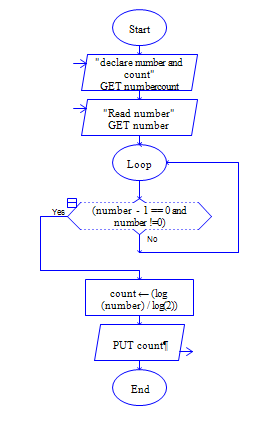 Start
"declare number and
count"
GET numbercount
"Read number"
GET number
Loop
Yes
(number - 1 == 0 and
number !=0)
No
count ← (log
(number) / log(2))
PUT count¶
End